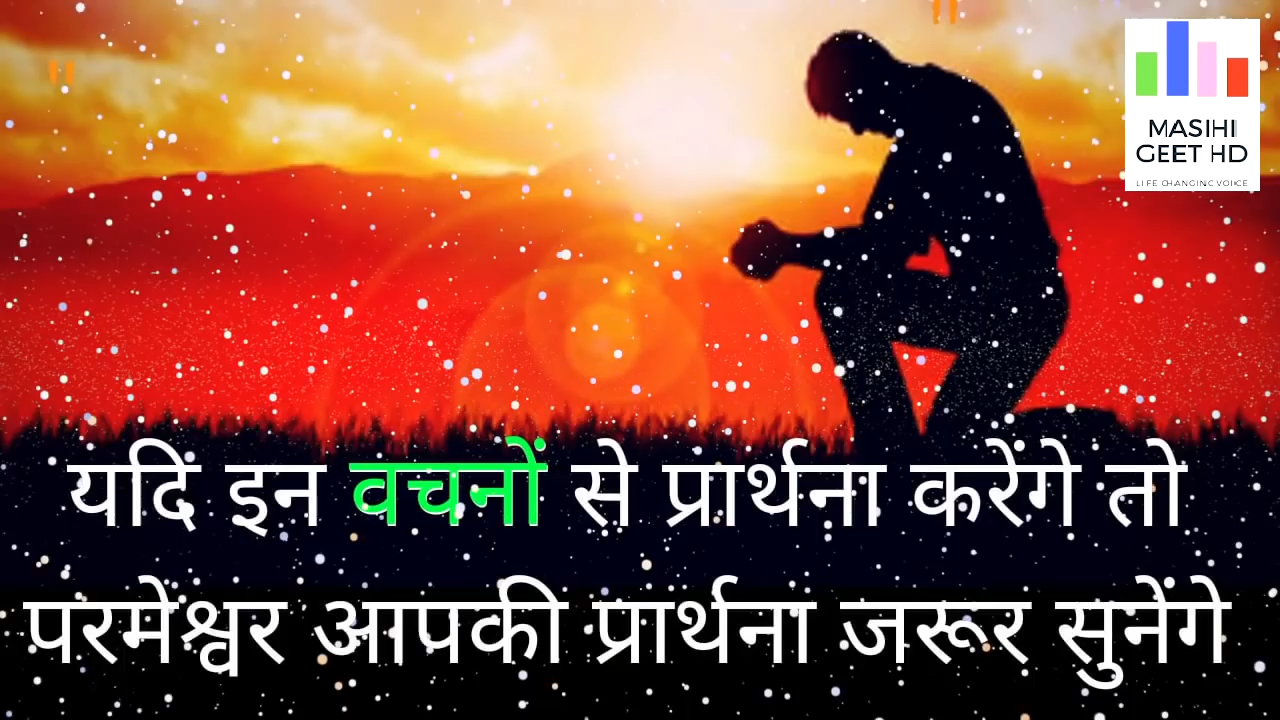 MASIHI
GEET HD
LIFE CHANGING VOICE
यदि इन वचनों से प्रार्थना करेंगे तो
परमेश्वर आपकी प्रार्थना जरूर सुनेंगे